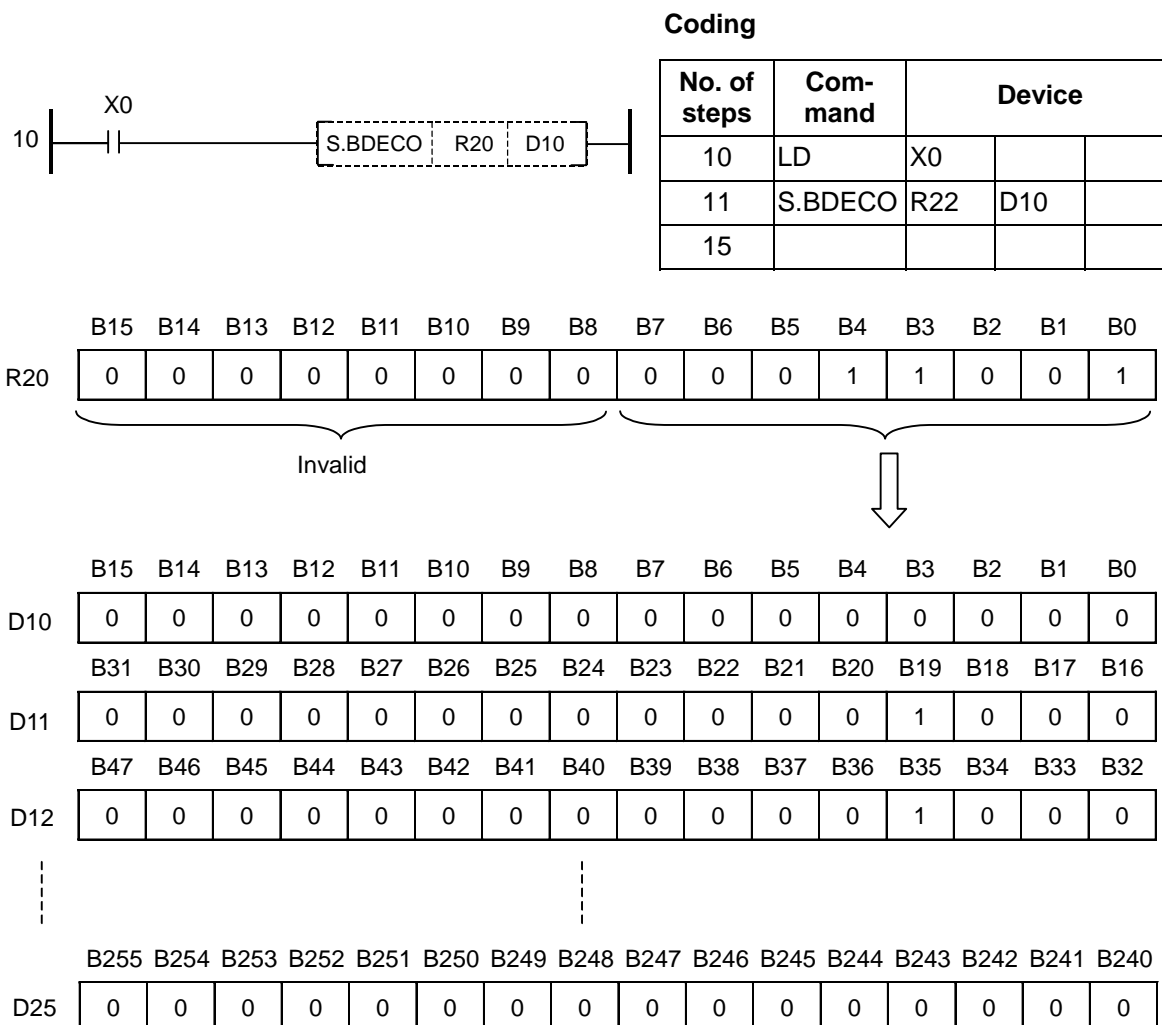 Coding
X0
10 S.BDECO R20 D10
No. of steps Com-mand Device
10 LD X0
11 S.BDECO R22 D10
15
B15 B14 B13 B12 B11 B10 B9 B8 B7 B6 B5 B4 B3 B2 B1 B0
R20 0 0 0 0 0 0 0 0 0 0 0 1 1 0 0 1
Invalid
B15 B14 B13 B12 B11 B10 B9 B8 B7 B6 B5 B4 B3 B2 B1 B0
D10 0 0 0 0 0 0 0 0 0 0 0 0 0 0 0 0
B31 B30 B29 B28 B27 B26 B25 B24 B23 B22 B21 B20 B19 B18 B17 B16
D11 0 0 0 0 0 0 0 0 0 0 0 0 1 0 0 0
B47 B46 B45 B44 B43 B42 B41 B40 B39 B38 B37 B36 B35 B34 B33 B32
D12 0 0 0 0 0 0 0 0 0 0 0 0 1 0 0 0
B255 B254 B253 B252 B251 B250 B249 B248 B247 B246 B245 B244 B243 B242 B241 B240
D25 0 0 0 0 0 0 0 0 0 0 0 0 0 0 0 0